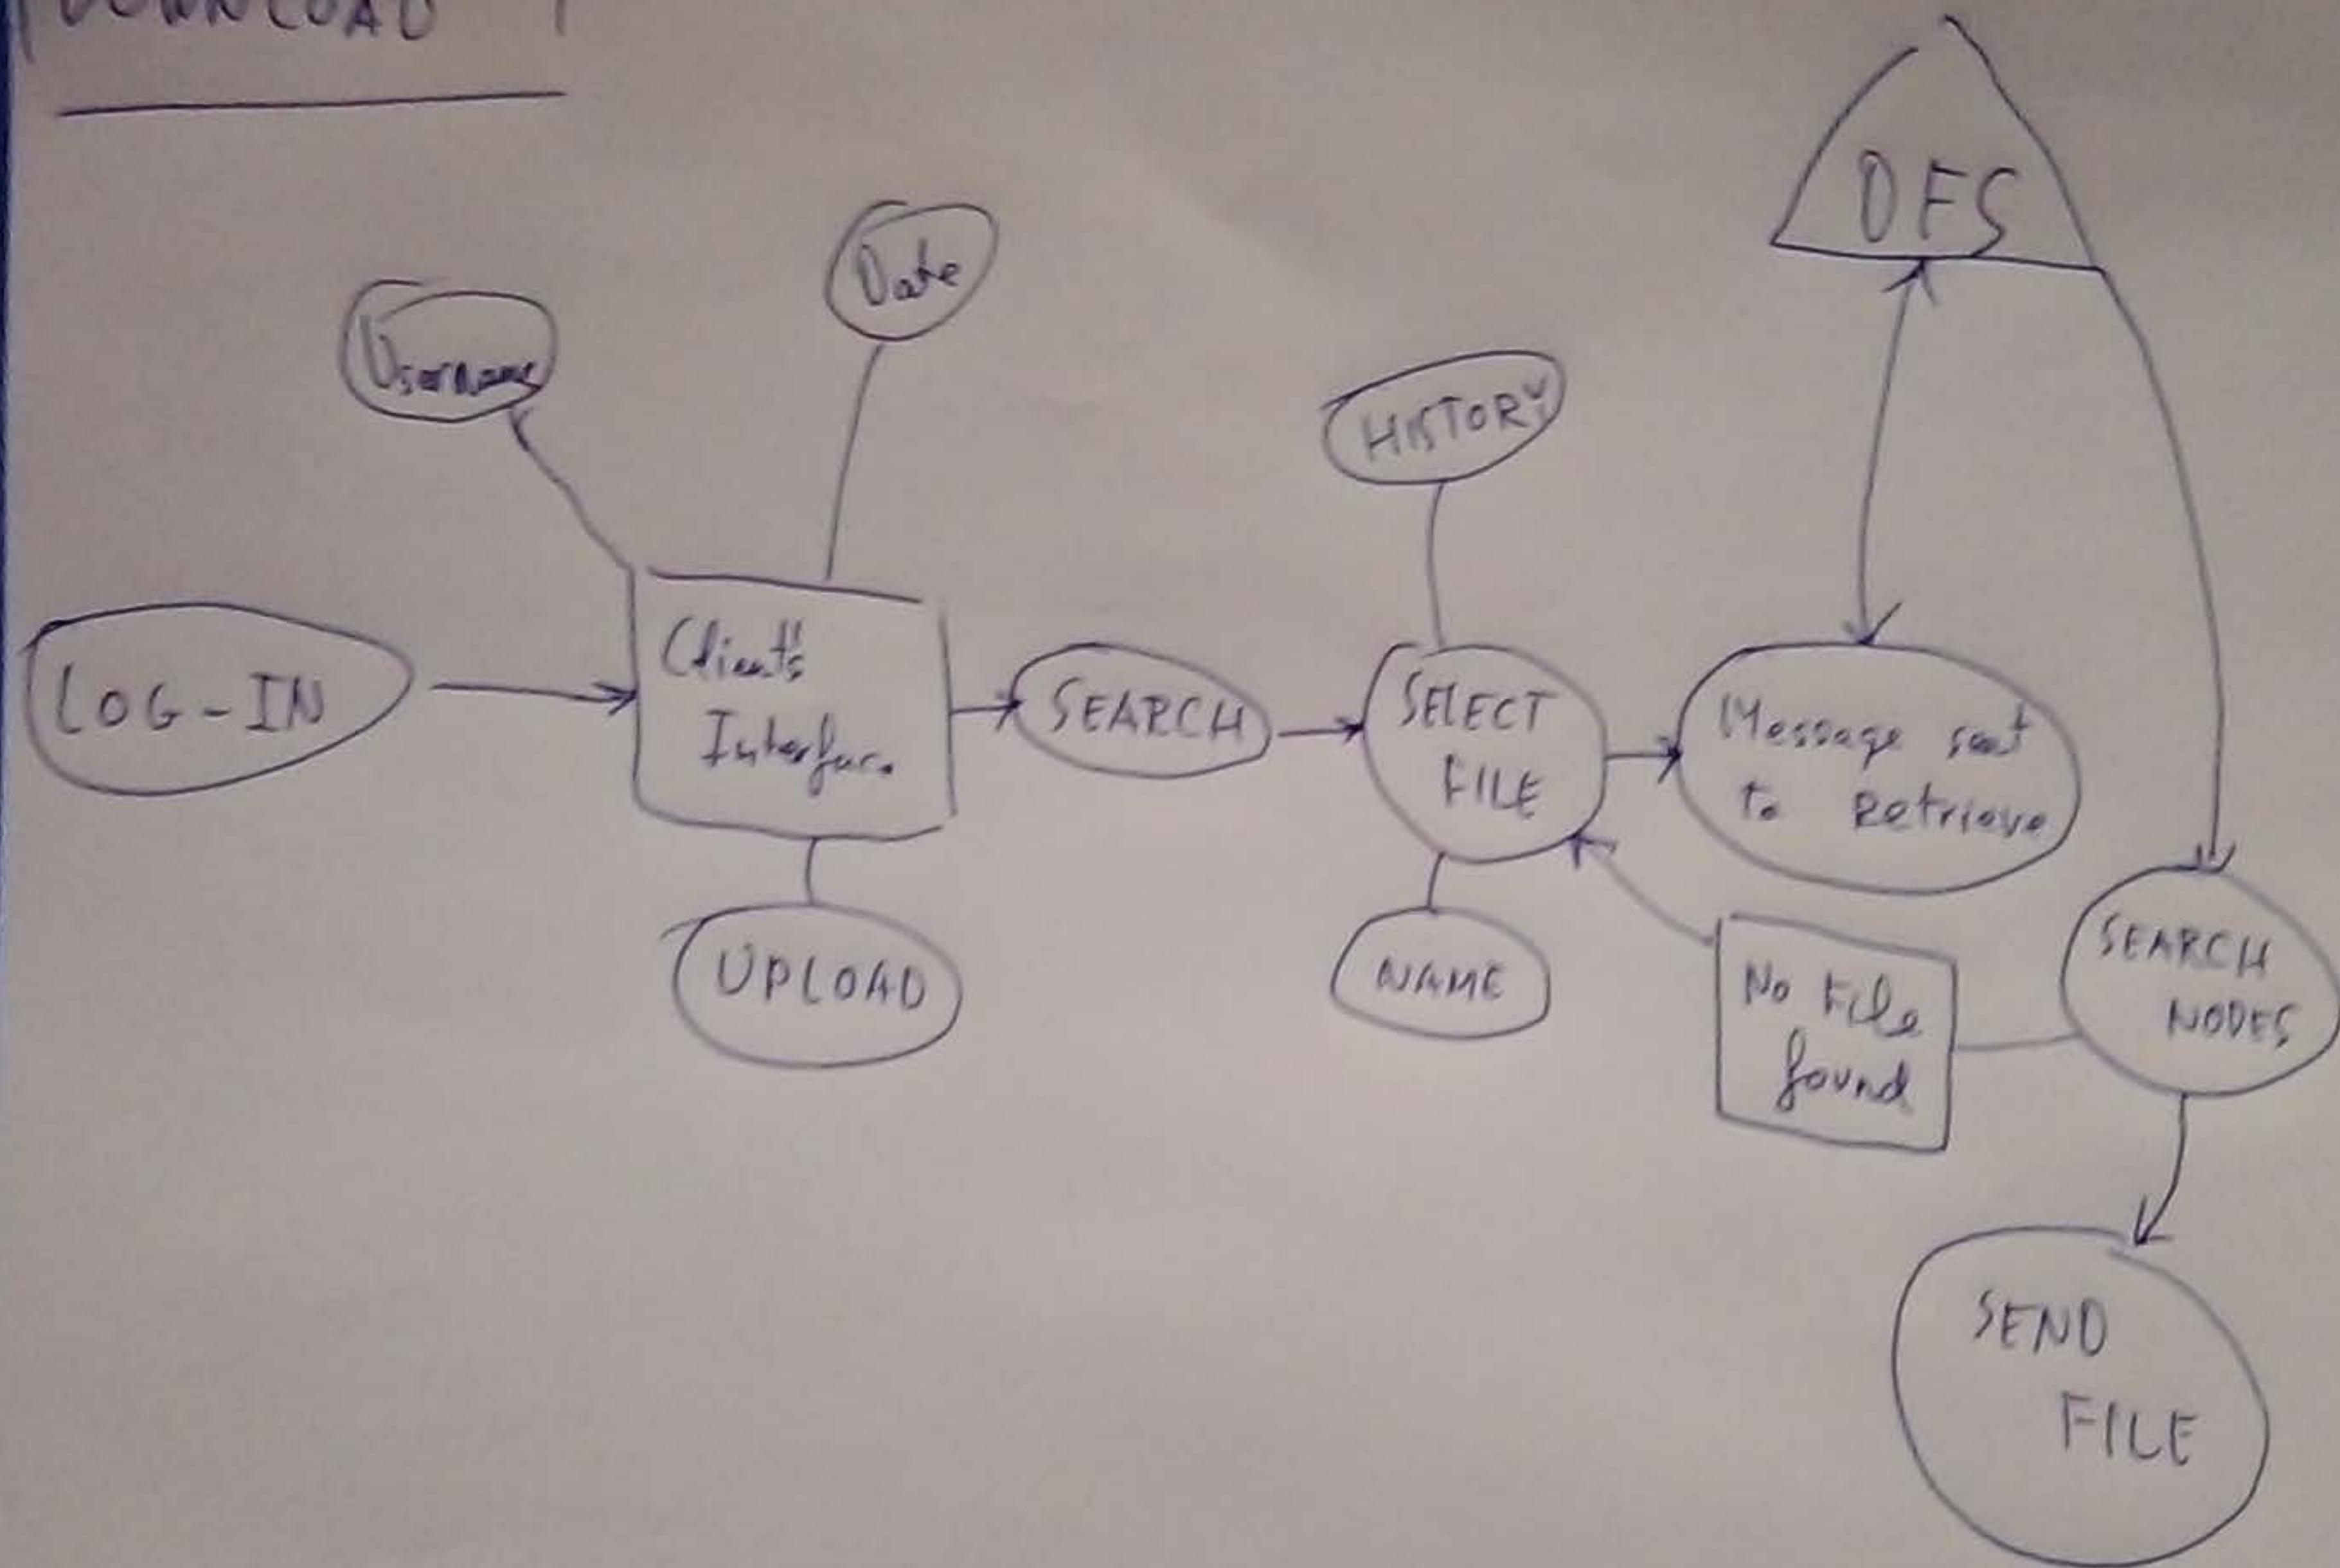 DOWNLOAD
DFS
Date
Username
HISTORY
LOG-IN
Client's
Interface
SEARCH
SELECT
FILE
Message sent
to Retrieve
UPLOAD
NAME
No File
found
SEARCH
NODES
SEND
FILE